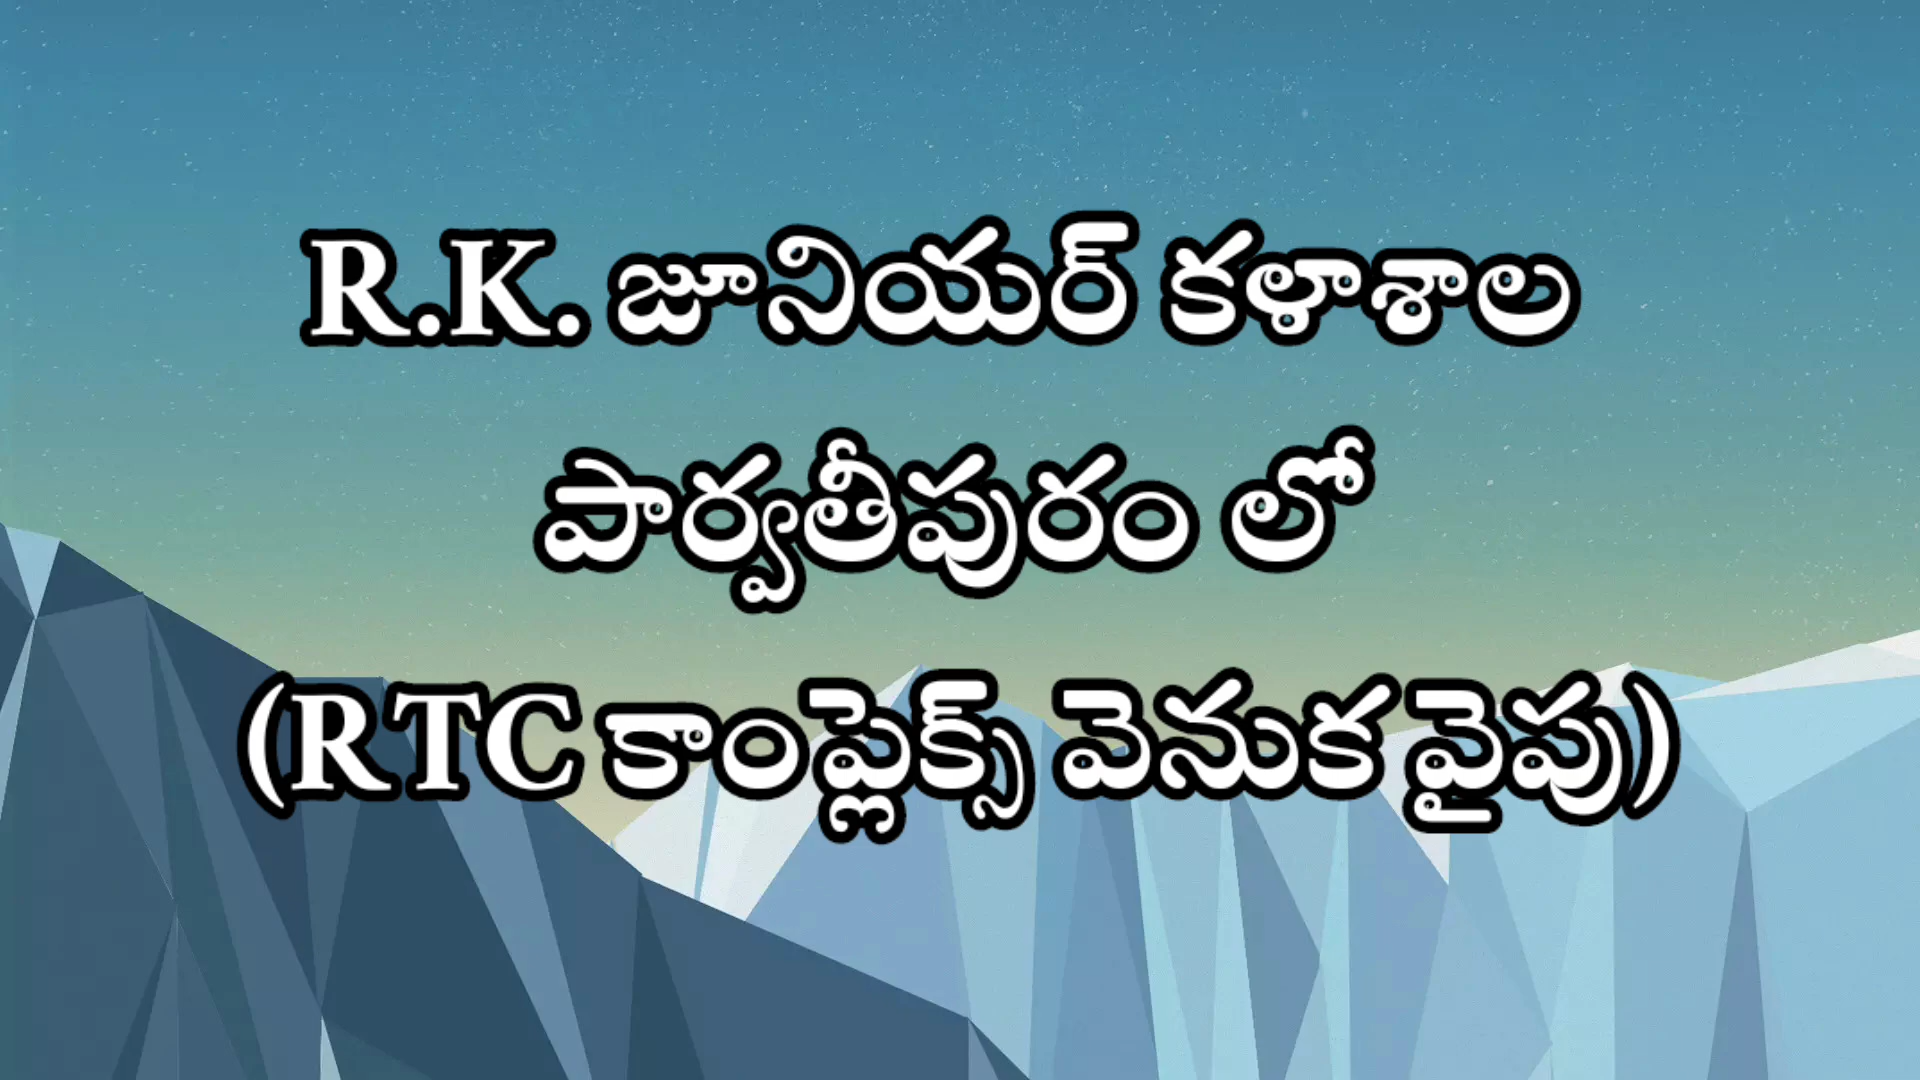 R.K. జూనియర్ కళాశాల
పార్వతీపురం లో
(RTC కాంప్లెక్స్ వెనుక వైపు)